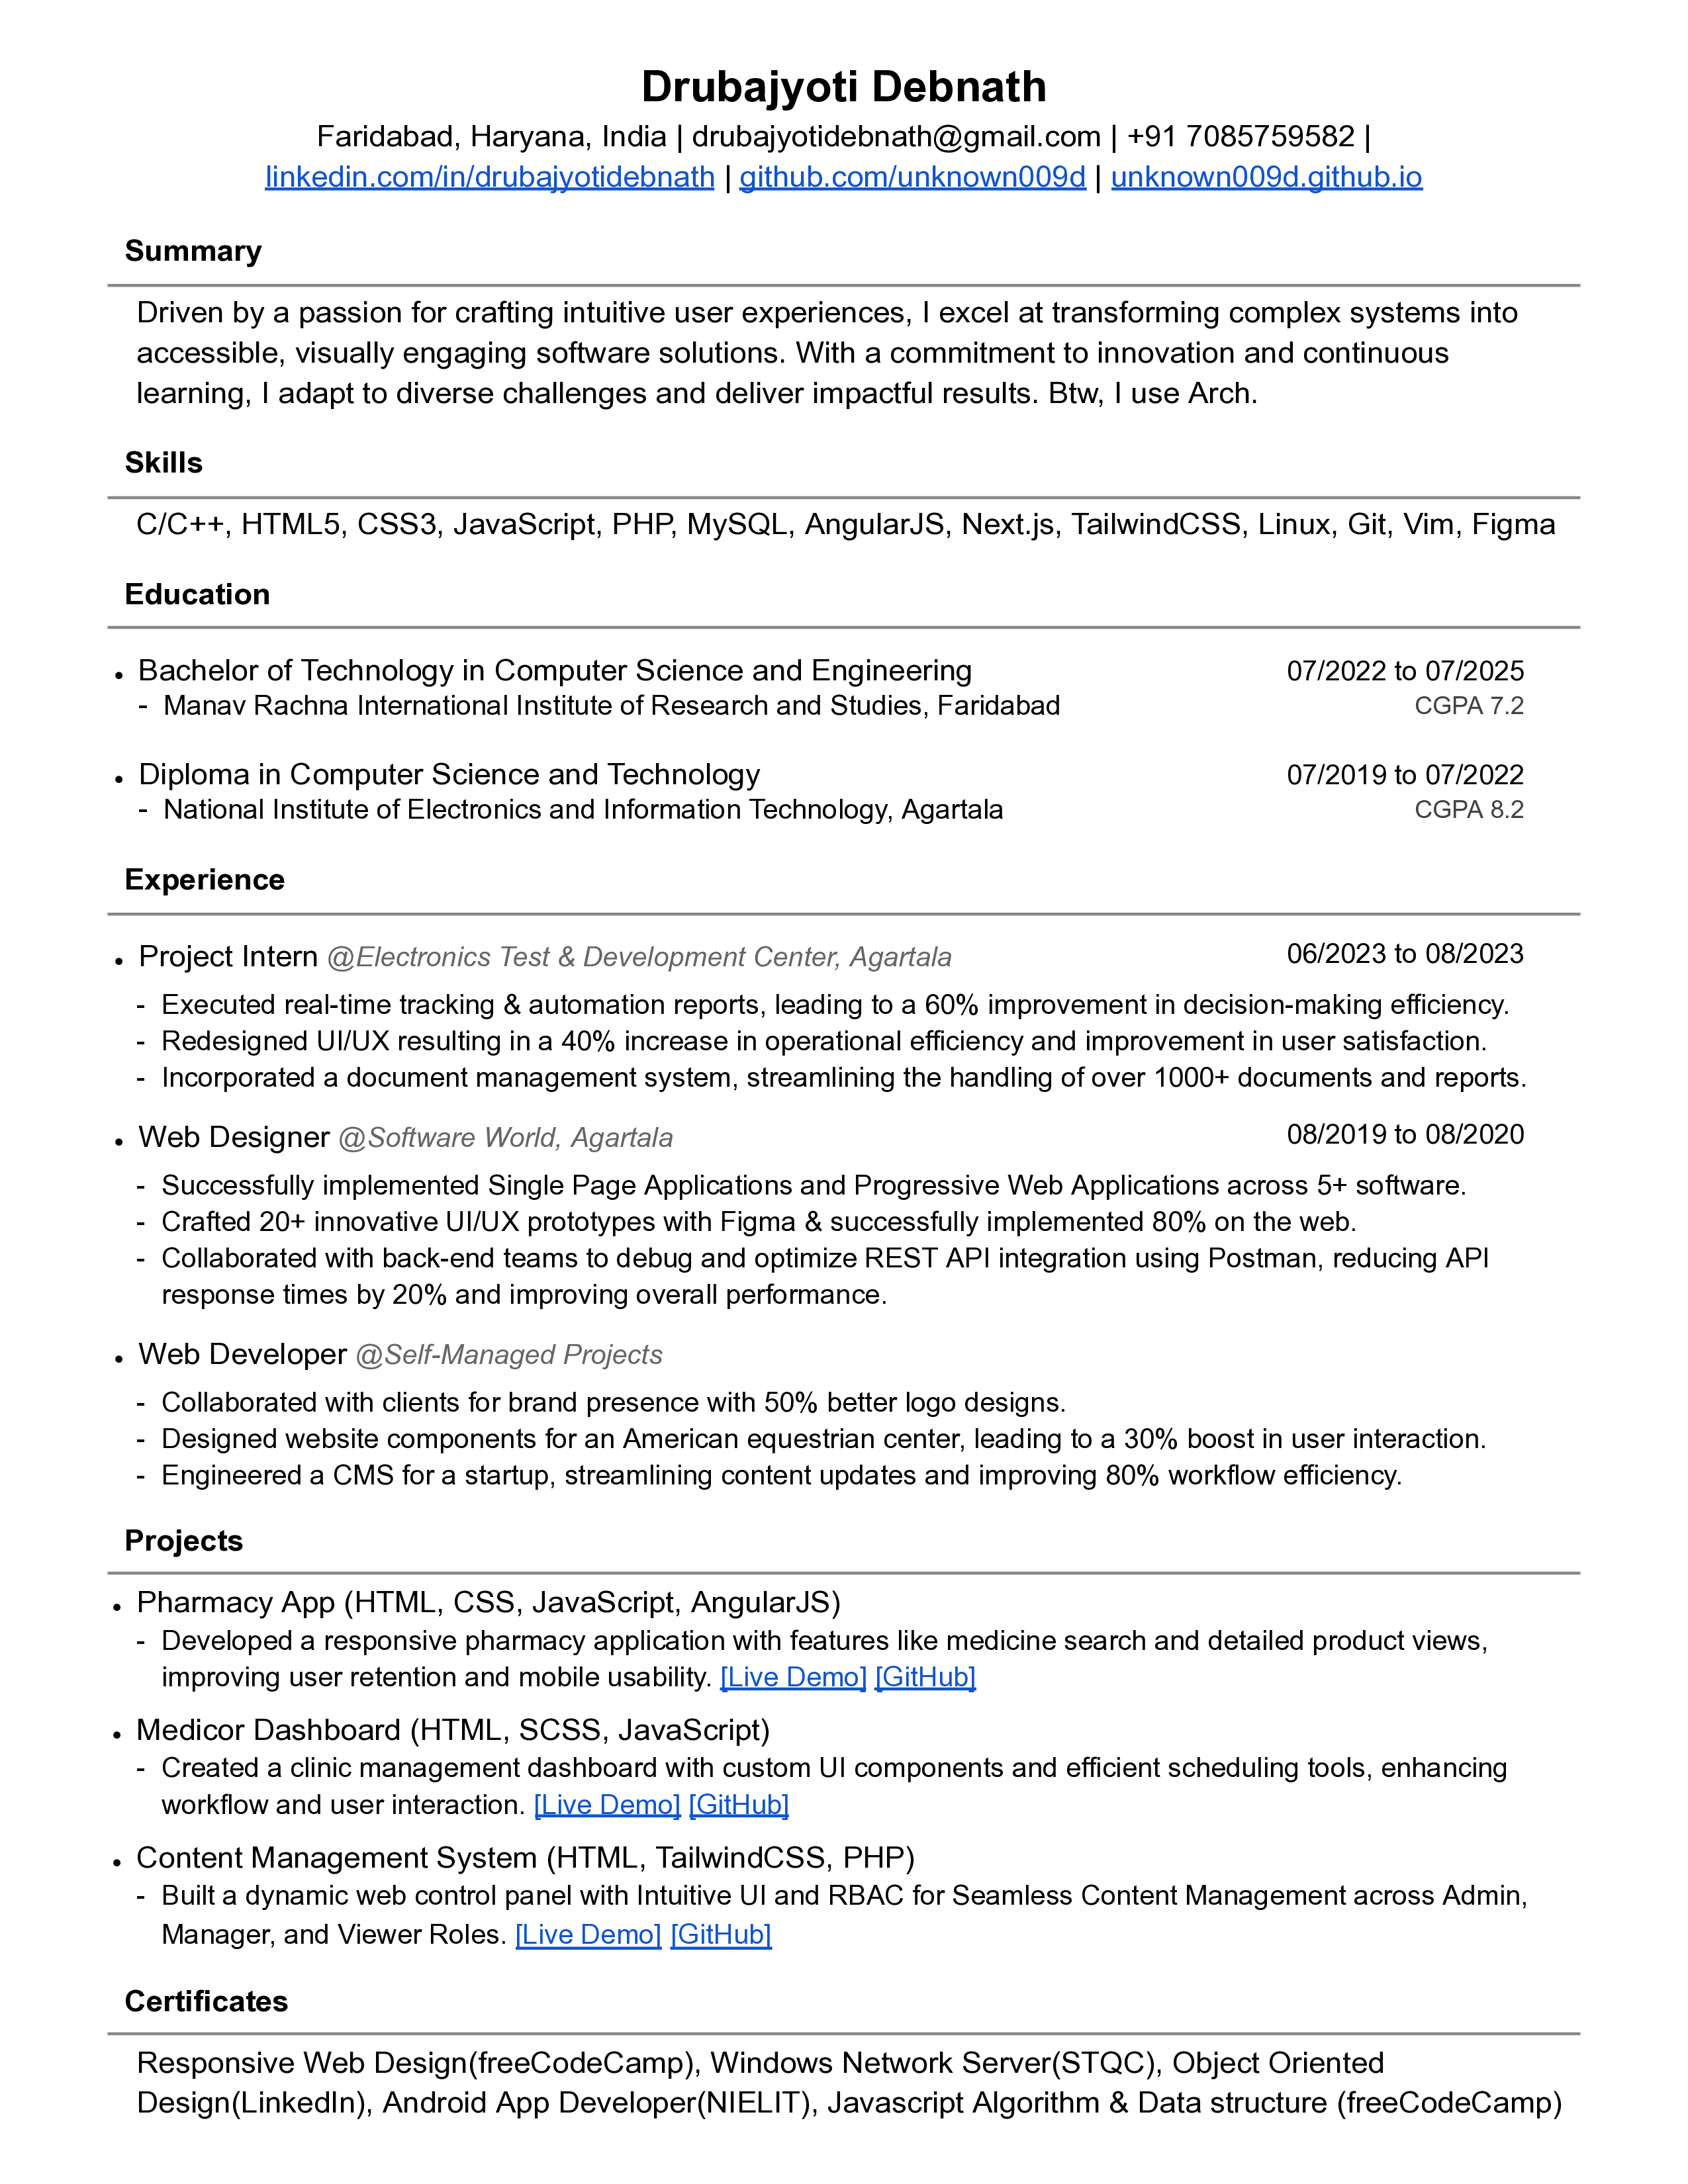 Drubajyoti Debnath
Faridabad, Haryana, India | drubajyotidebnath@gmail.com | +91 7085759582 |
linkedin.com/in/drubajyotidebnath | github.com/unknown009d | unknown009d.github.io
Summary
Driven by a passion for crafting intuitive user experiences, I excel at transforming complex systems into
accessible, visually engaging software solutions. With a commitment to innovation and continuous
learning, I adapt to diverse challenges and deliver impactful results. Btw, I use Arch.
Skills
C/C++, HTML5, CSS3, JavaScript, PHP, MySQL, AngularJS, Next.js, TailwindCSS, Linux, Git, Vim, Figma
Education
• Bachelor of Technology in Computer Science and Engineering 07/2022 to 07/2025
- Manav Rachna International Institute of Research and Studies, Faridabad CGPA 7.2
• Diploma in Computer Science and Technology 07/2019 to 07/2022
- National Institute of Electronics and Information Technology, Agartala CGPA 8.2
Experience
• Project Intern @Electronics Test & Development Center, Agartala 06/2023 to 08/2023
- Executed real-time tracking & automation reports, leading to a 60% improvement in decision-making efficiency.
- Redesigned UI/UX resulting in a 40% increase in operational efficiency and improvement in user satisfaction.
- Incorporated a document management system, streamlining the handling of over 1000+ documents and reports.
• Web Designer @Software World, Agartala 08/2019 to 08/2020
- Successfully implemented Single Page Applications and Progressive Web Applications across 5+ software.
- Crafted 20+ innovative UI/UX prototypes with Figma & successfully implemented 80% on the web.
- Collaborated with back-end teams to debug and optimize REST API integration using Postman, reducing API
response times by 20% and improving overall performance.
• Web Developer @Self-Managed Projects
- Collaborated with clients for brand presence with 50% better logo designs.
- Designed website components for an American equestrian center, leading to a 30% boost in user interaction.
- Engineered a CMS for a startup, streamlining content updates and improving 80% workflow efficiency.
Projects
• Pharmacy App (HTML, CSS, JavaScript, AngularJS)
- Developed a responsive pharmacy application with features like medicine search and detailed product views,
improving user retention and mobile usability. [Live Demo] [GitHub]
• Medicor Dashboard (HTML, SCSS, JavaScript)
- Created a clinic management dashboard with custom UI components and efficient scheduling tools, enhancing
workflow and user interaction. [Live Demo] [GitHub]
• Content Management System (HTML, TailwindCSS, PHP)
- Built a dynamic web control panel with Intuitive UI and RBAC for Seamless Content Management across Admin,
Manager, and Viewer Roles. [Live Demo] [GitHub]
Certificates
Responsive Web Design(freeCodeCamp), Windows Network Server(STQC), Object Oriented
Design(LinkedIn), Android App Developer(NIELIT), Javascript Algorithm & Data structure (freeCodeCamp)